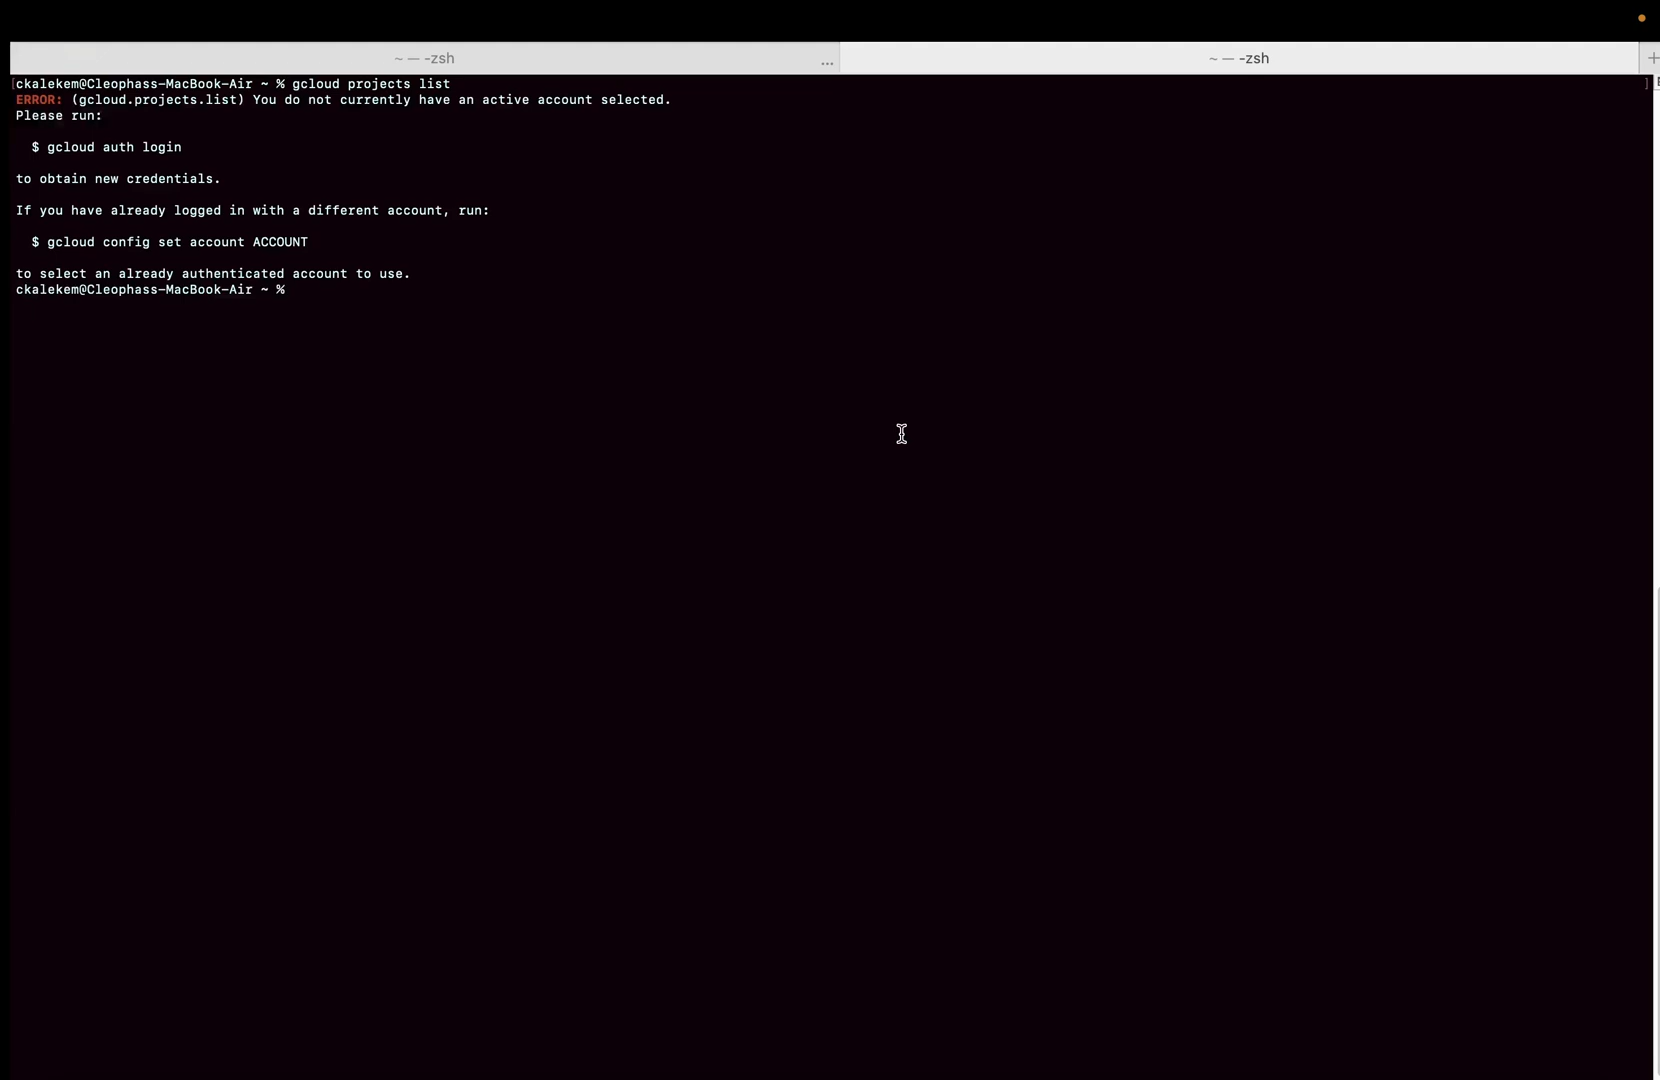 ~ — -zsh
...
~ — -zsh
ckalekem@Cleophass-MacBook-Air ~ % gcloud projects list
ERROR: (gcloud.projects.list) You do not currently have an active account selected.
Please run:
$ gcloud auth login
to obtain new credentials.
If you have already logged in with a different account, run:
$ gcloud config set account ACCOUNT
to select an already authenticated account to use.
ckalekem@Cleophass-MacBook-Air ~ %